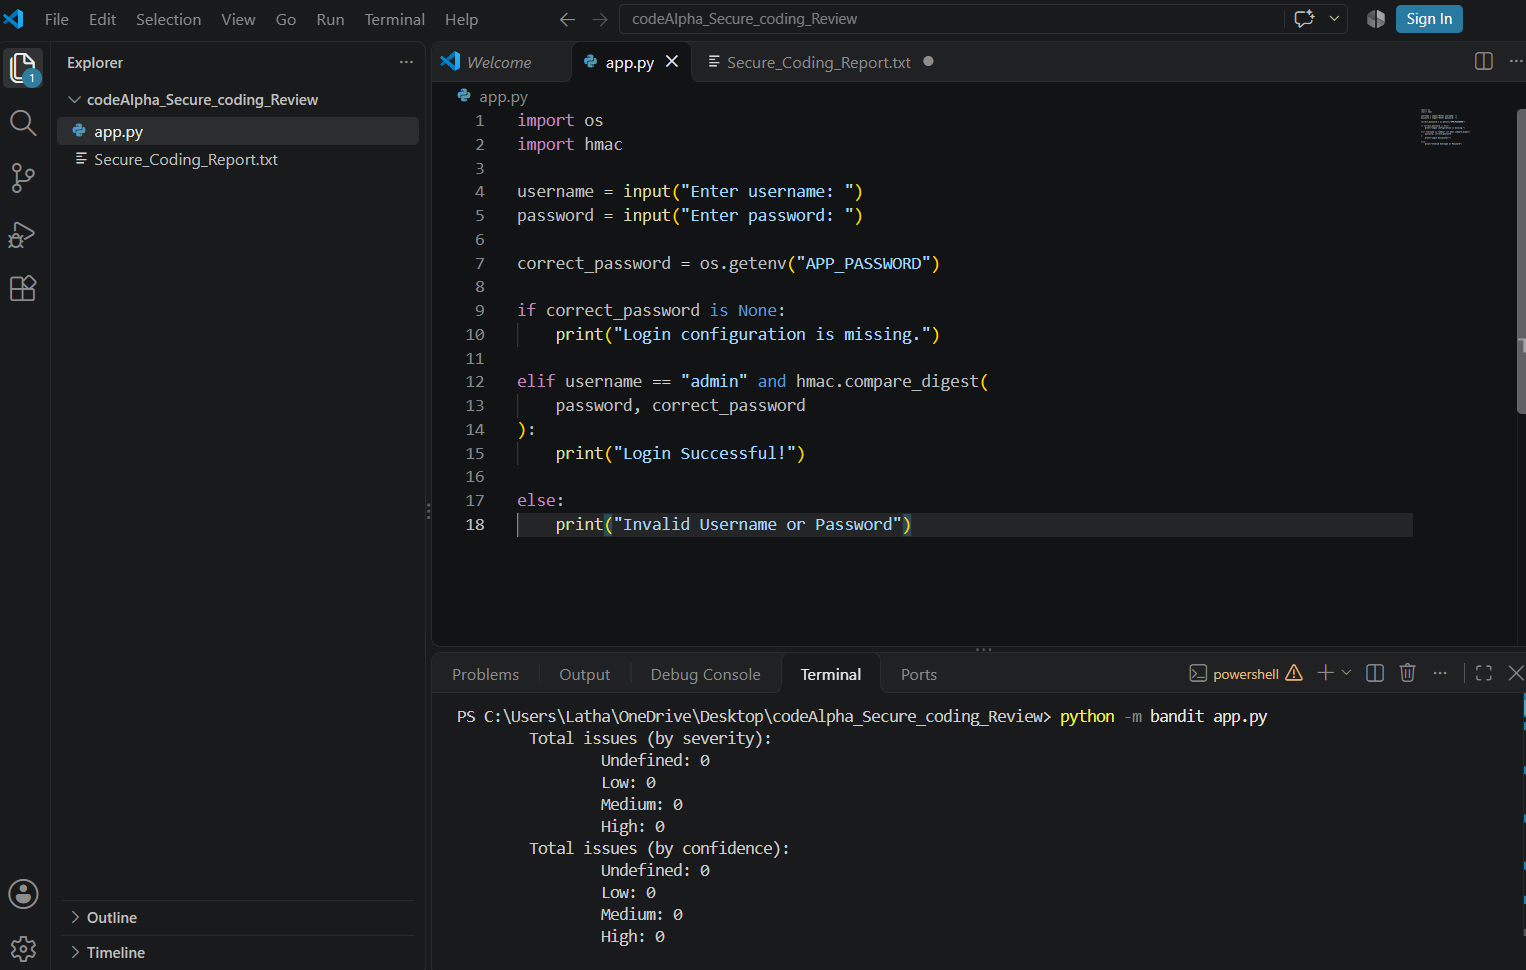 File Edit Selection View Go Run Terminal Help
codeAlpha_Secure_coding_Review
Sign In
1
Explorer
codeAlpha_Secure_coding_Review
app.py
Secure_Coding_Report.txt
Outline
Timeline
Welcome app.py Secure_Coding_Report.txt
app.py
1 import os
2 import hmac
3
4 username = input("Enter username: ")
5 password = input("Enter password: ")
6
7 correct_password = os.getenv("APP_PASSWORD")
8
9 if correct_password is None:
10 print("Login configuration is missing.")
11
12 elif username == "admin" and hmac.compare_digest(
13 password, correct_password
14 ):
15 print("Login Successful!")
16
17 else:
18 print("Invalid Username or Password")
Problems Output Debug Console Terminal Ports
powershell
PS C:\Users\Latha\OneDrive\Desktop\codeAlpha_Secure_coding_Review> python -m bandit app.py
Total issues (by severity):
Undefined: 0
Low: 0
Medium: 0
High: 0
Total issues (by confidence):
Undefined: 0
Low: 0
Medium: 0
High: 0